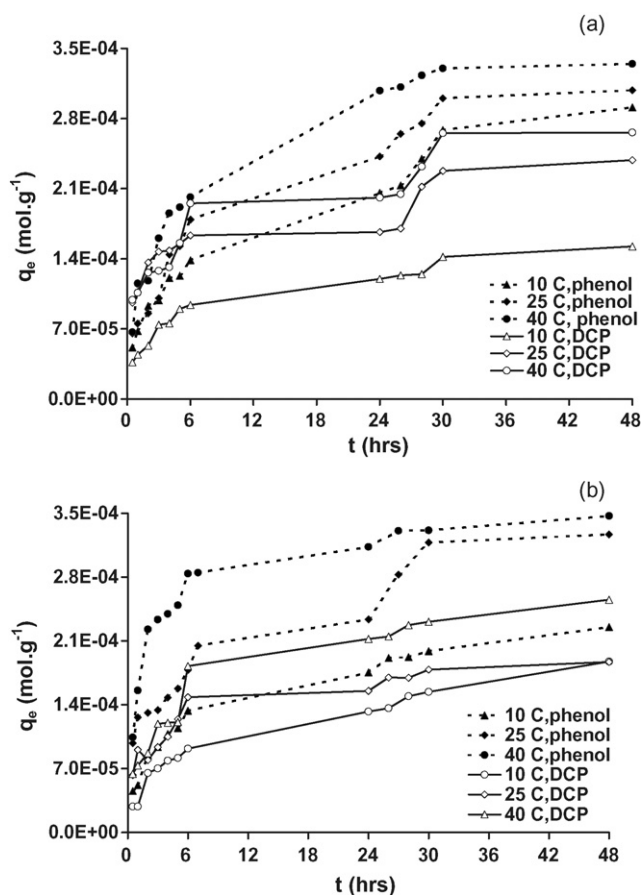 (a)
3.5E-04
2.8E-04
2.1E-04
1.4E-04
7.0E-05
0.0E+00
qe (mol.g-1)
10 C,phenol
25 C,phenol
40 C, phenol
10 C,DCP
25 C,DCP
40 C,DCP
0 6 12 18 24 30 36 42 48
t (hrs)
(b)
3.5E-04
2.8E-04
2.1E-04
1.4E-04
7.0E-05
0.0E+00
qe (mol.g-1)
10 C,phenol
25 C,phenol
40 C,phenol
10 C,DCP
25 C,DCP
40 C,DCP
0 6 12 18 24 30 36 42 48
t (hrs)